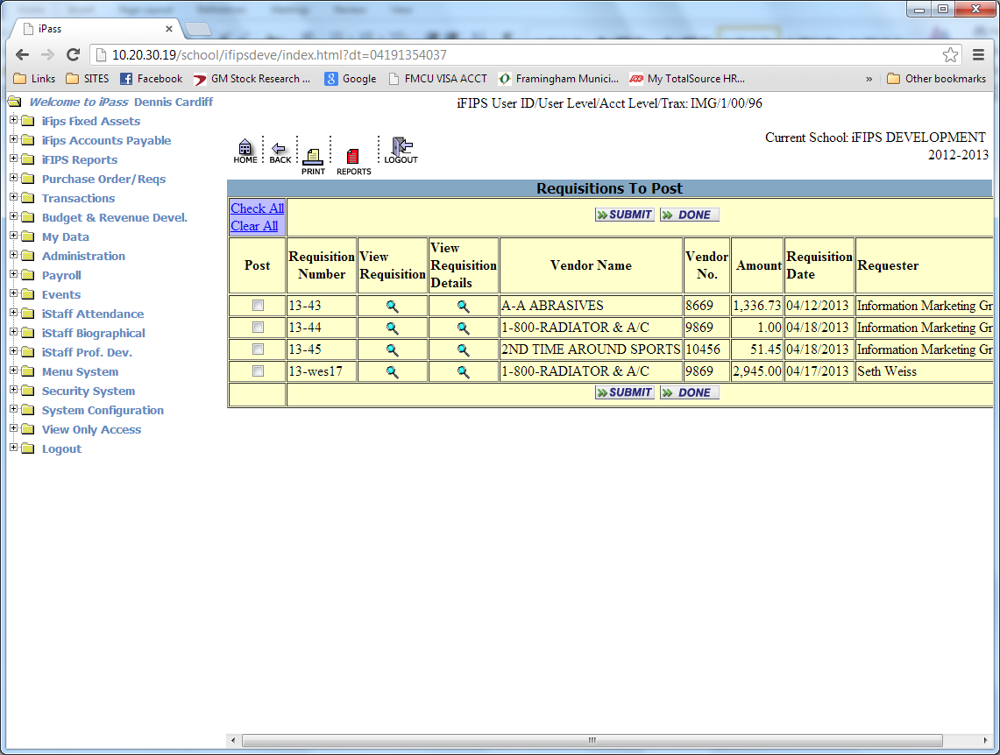 iPass
10.20.30.19/school/ifipsdeve/index.html?dt=04191354037
Links SITES Facebook GM Stock Research ... Google FMCU VISA ACCT Framingham Munici... My TotalSource HR... » Other bookmarks
Welcome to iPass Dennis Cardiff
iFips Fixed Assets
iFips Accounts Payable
iFIPS Reports
Purchase Order/Reqs
Transactions
Budget & Revenue Devel.
My Data
Administration
Payroll
Events
iStaff Attendance
iStaff Biographical
iStaff Prof. Dev.
Menu System
Security System
System Configuration
View Only Access
Logout
iFIPS User ID/User Level/Acct Level/Trax: IMG/1/00/96
Current School: iFIPS DEVELOPMENT
2012-2013
HOME BACK PRINT REPORTS LOGOUT
Requisitions To Post
Check All
Clear All
SUBMIT DONE
Post Requisition Number View Requisition View Requisition Details Vendor Name Vendor No. Amount Requisition Date Requester
13-43 A-A ABRASIVES 8669 1,336.73 04/12/2013 Information Marketing Gr
13-44 1-800-RADIATOR & A/C 9869 1.00 04/18/2013 Information Marketing Gr
13-45 2ND TIME AROUND SPORTS 10456 51.45 04/18/2013 Information Marketing Gr
13-wes17 1-800-RADIATOR & A/C 9869 2,945.00 04/17/2013 Seth Weiss
SUBMIT DONE